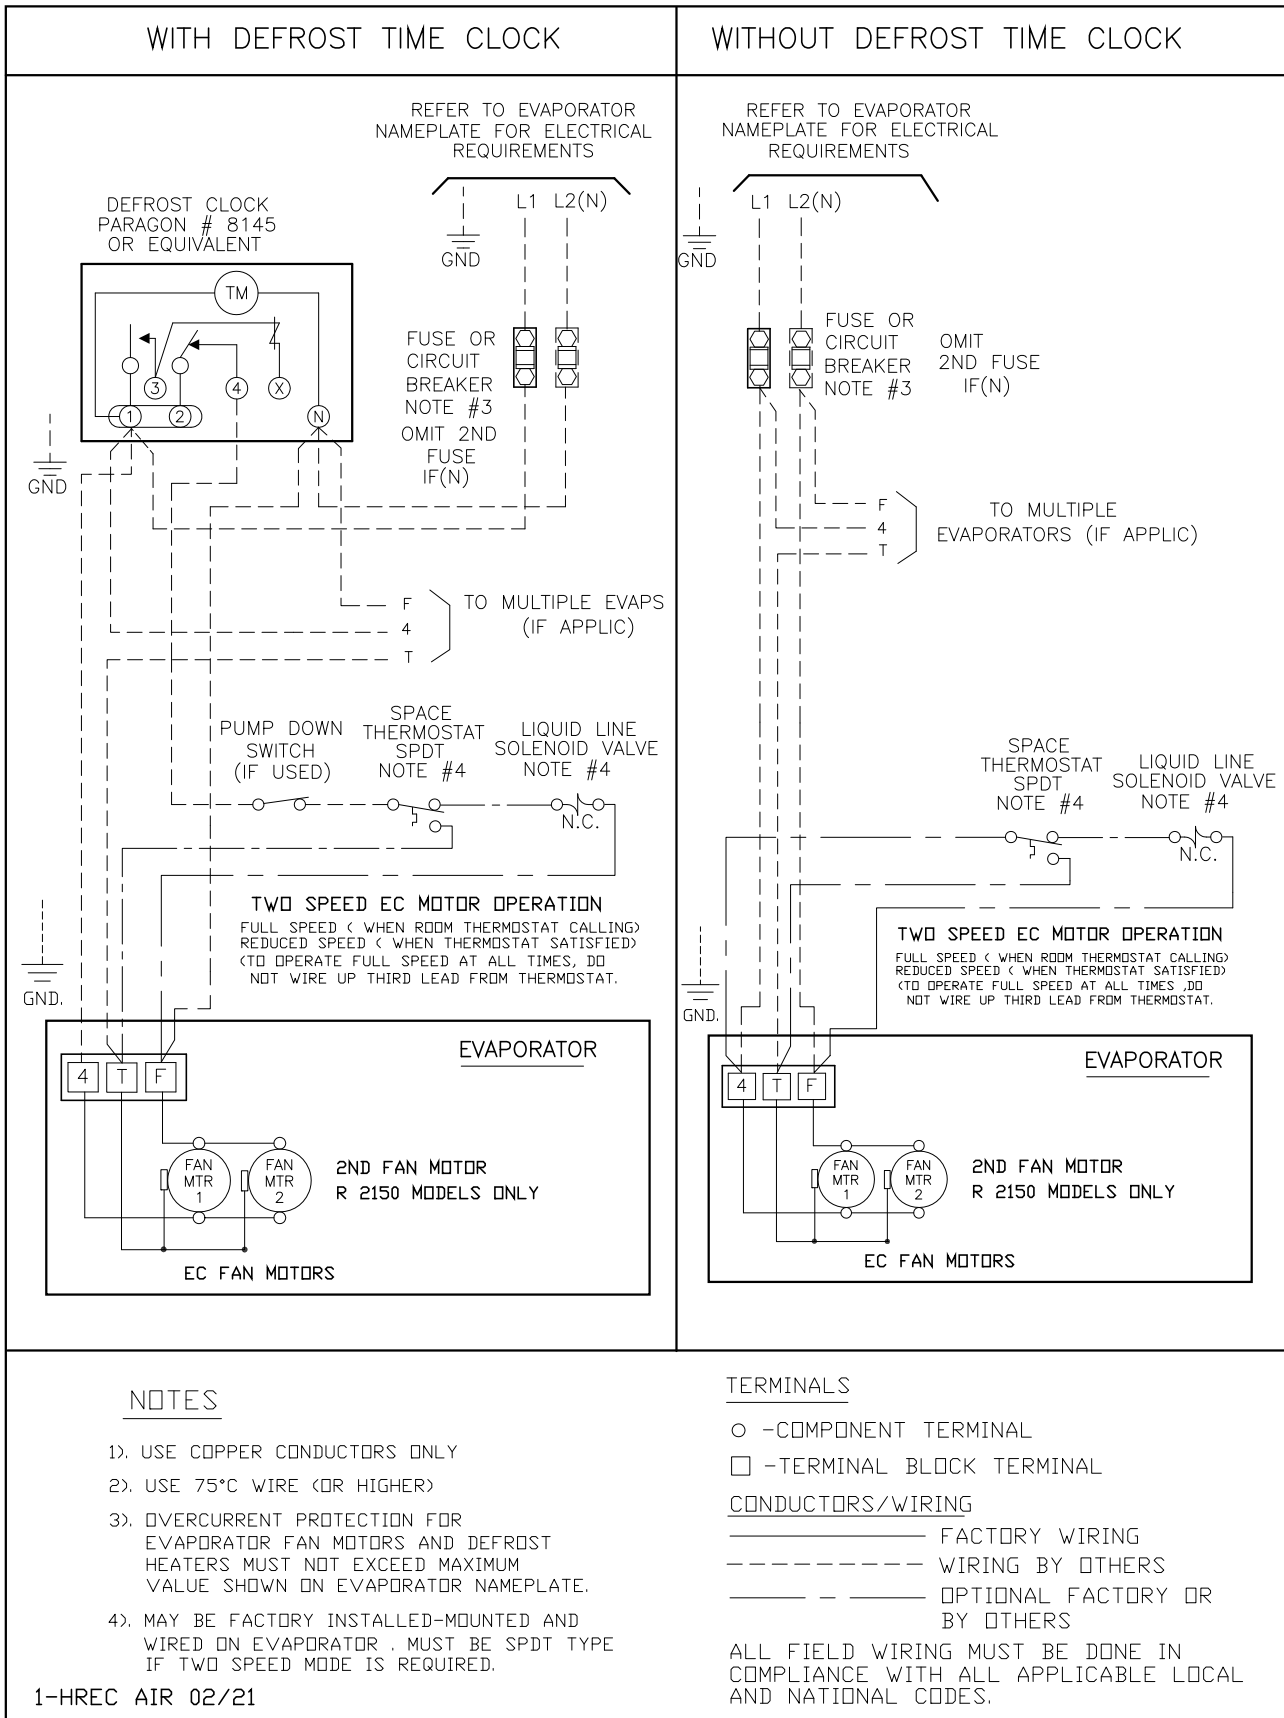 WITH DEFROST TIME CLOCK
WITHOUT DEFROST TIME CLOCK
REFER TO EVAPORATOR
NAMEPLATE FOR ELECTRICAL
REQUIREMENTS
L1 L2(N)
GND
DEFROST CLOCK
PARAGON # 8145
OR EQUIVALENT
TM
3
4
X
1
2
N
GND
FUSE OR
CIRCUIT
BREAKER
NOTE #3
OMIT 2ND
FUSE
IF(N)
F
4
T
TO MULTIPLE EVAPS
(IF APPLIC)
PUMP DOWN
SWITCH
(IF USED)
SPACE
THERMOSTAT
SPDT
NOTE #4
LIQUID LINE
SOLENOID VALVE
NOTE #4
N.C.
TWO SPEED EC MOTOR OPERATION
FULL SPEED ( WHEN ROOM THERMOSTAT CALLING)
REDUCED SPEED ( WHEN THERMOSTAT SATISFIED)
(TO OPERATE FULL SPEED AT ALL TIMES, DO
NOT WIRE UP THIRD LEAD FROM THERMOSTAT.
GND.
EVAPORATOR
4 T F
FAN
MTR
1
FAN
MTR
2
2ND FAN MOTOR
R 2150 MODELS ONLY
EC FAN MOTORS
REFER TO EVAPORATOR
NAMEPLATE FOR ELECTRICAL
REQUIREMENTS
L1 L2(N)
GND
FUSE OR
CIRCUIT
BREAKER
NOTE #3
OMIT
2ND FUSE
IF(N)
F
4
T
TO MULTIPLE
EVAPORATORS (IF APPLIC)
SPACE
THERMOSTAT
SPDT
NOTE #4
LIQUID LINE
SOLENOID VALVE
NOTE #4
N.C.
TWO SPEED EC MOTOR OPERATION
FULL SPEED ( WHEN ROOM THERMOSTAT CALLING)
REDUCED SPEED ( WHEN THERMOSTAT SATISFIED)
(TO OPERATE FULL SPEED AT ALL TIMES ,DO
NOT WIRE UP THIRD LEAD FROM THERMOSTAT.
GND.
EVAPORATOR
4 T F
FAN
MTR
1
FAN
MTR
2
2ND FAN MOTOR
R 2150 MODELS ONLY
EC FAN MOTORS
NOTES
1). USE COPPER CONDUCTORS ONLY
2). USE 75°C WIRE (OR HIGHER)
3). OVERCURRENT PROTECTION FOR
EVAPORATOR FAN MOTORS AND DEFROST
HEATERS MUST NOT EXCEED MAXIMUM
VALUE SHOWN ON EVAPORATOR NAMEPLATE.
4). MAY BE FACTORY INSTALLED-MOUNTED AND
WIRED ON EVAPORATOR . MUST BE SPDT TYPE
IF TWO SPEED MODE IS REQUIRED.
1-HREC AIR 02/21
TERMINALS
-COMPONENT TERMINAL
-TERMINAL BLOCK TERMINAL
CONDUCTORS/WIRING
FACTORY WIRING
WIRING BY OTHERS
OPTIONAL FACTORY OR
BY OTHERS
ALL FIELD WIRING MUST BE DONE IN
COMPLIANCE WITH ALL APPLICABLE LOCAL
AND NATIONAL CODES.